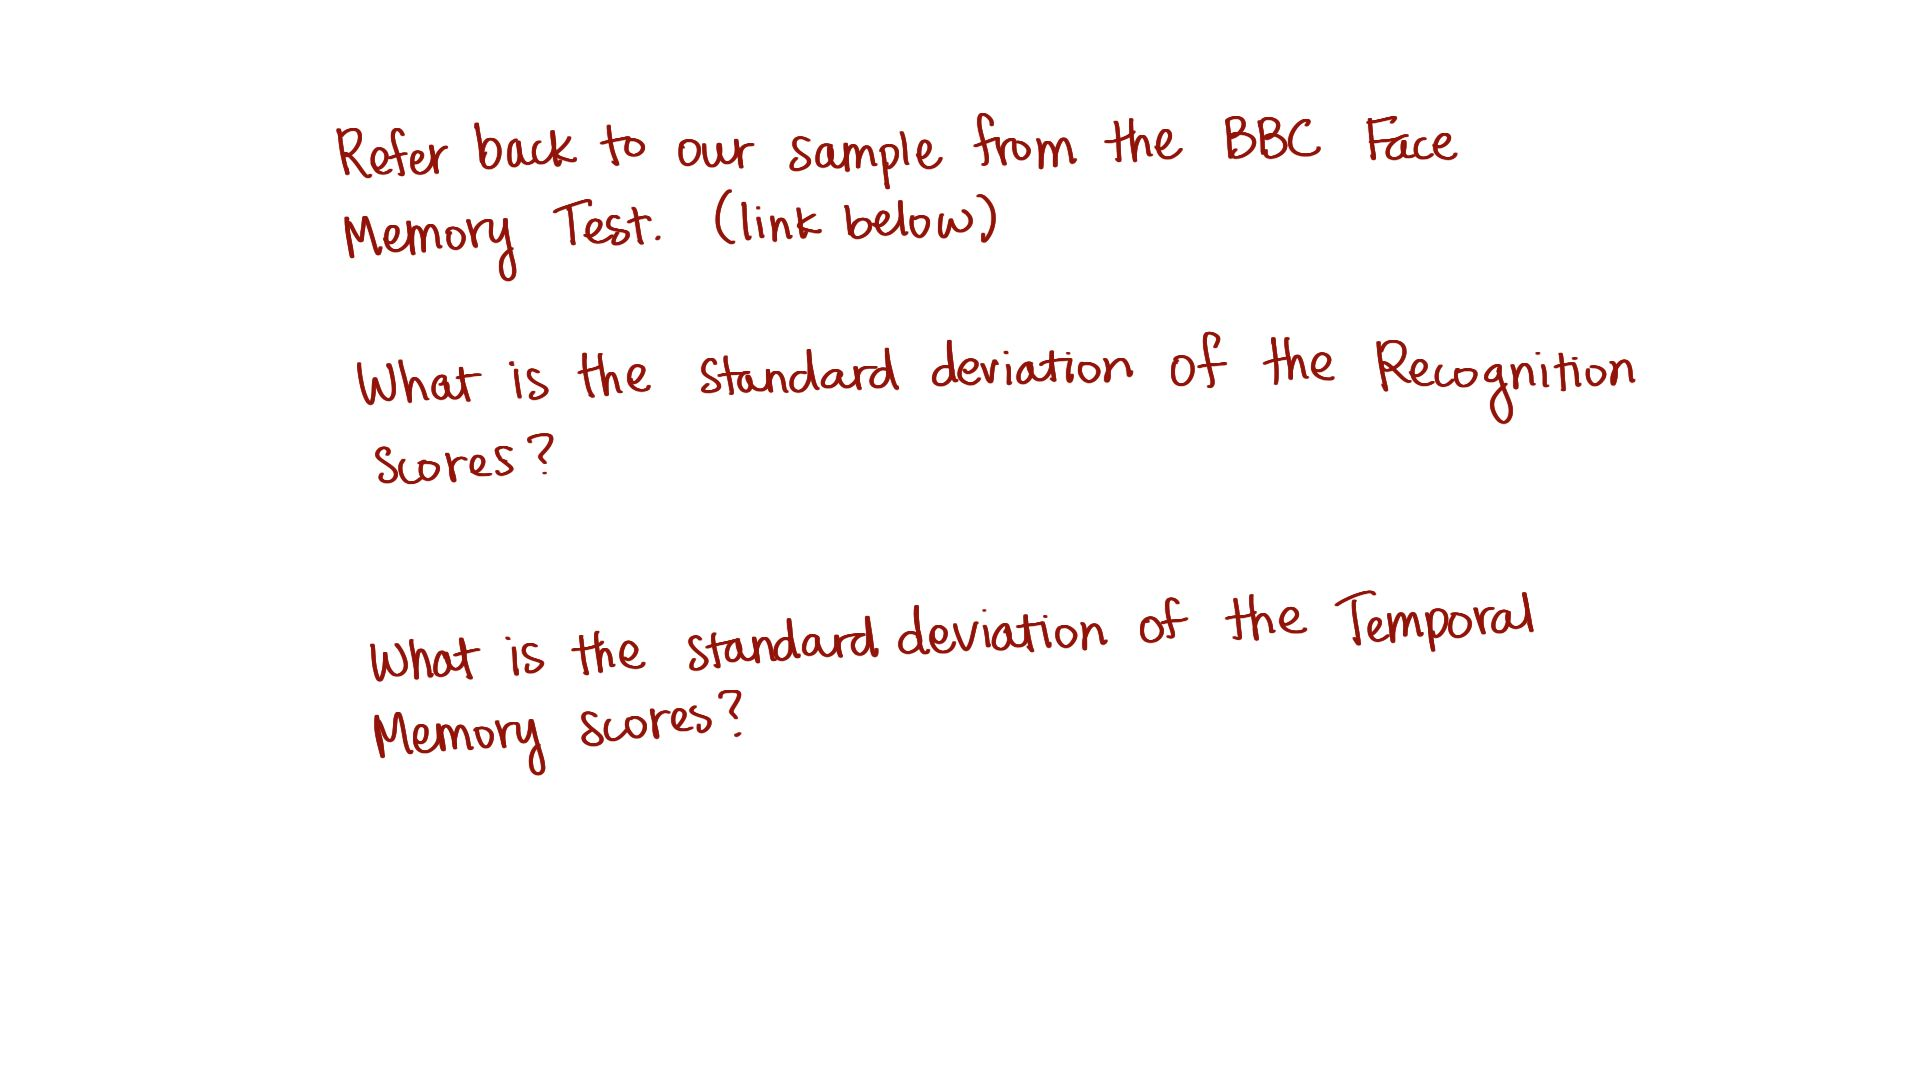 Refer back to our sample from the BBC Face
Memory Test. (link below)
What is the standard deviation of the Recognition
scores?
What is the standard deviation of the Temporal
Memory scores?